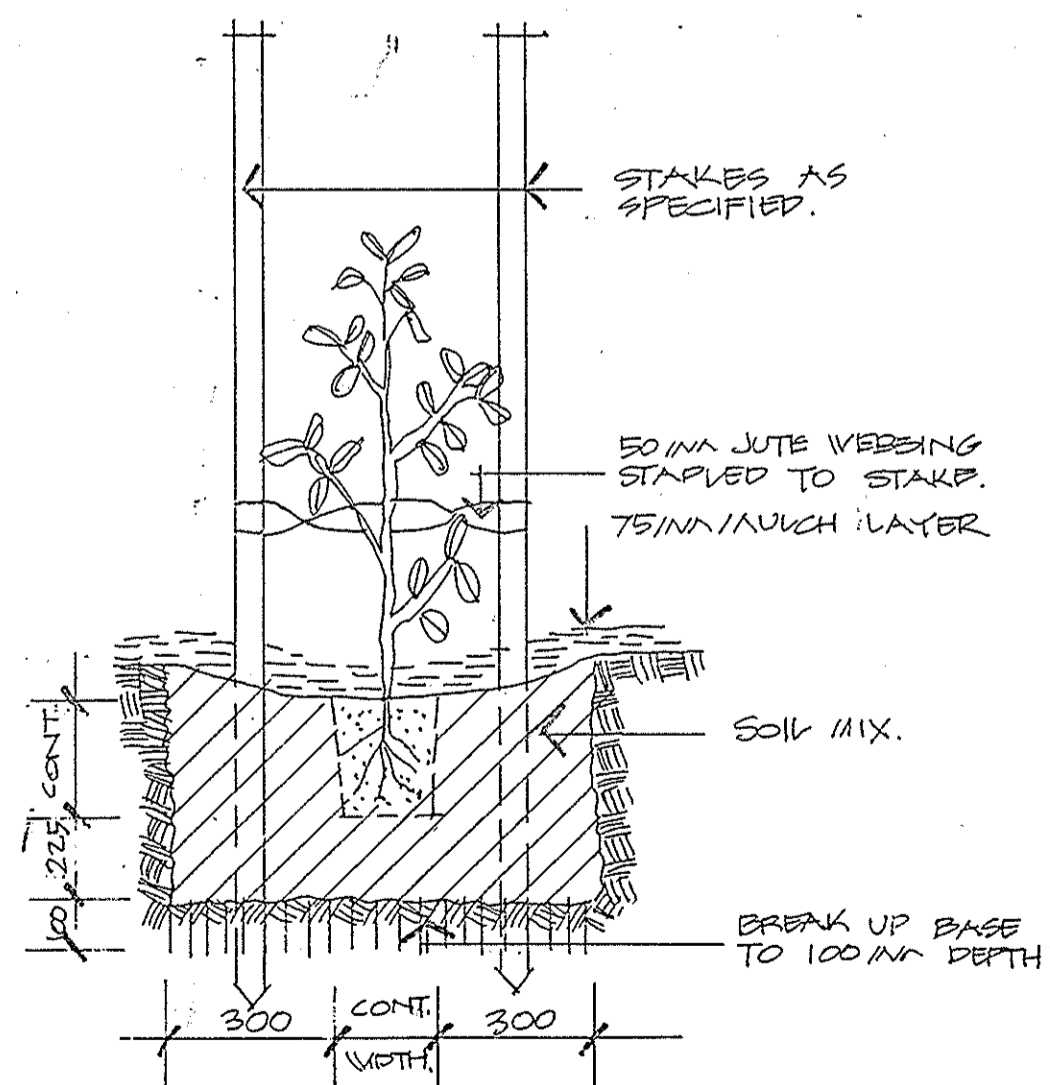 STAKES AS
SPECIFIED.
50mm JUTE WEBBING
STAPLED TO STAKE.
75mm MULCH LAYER
SOIL MIX.
BREAK UP BASE
TO 100mm DEPTH
CONT.
225
100
300
CONT.
WDTH.
300